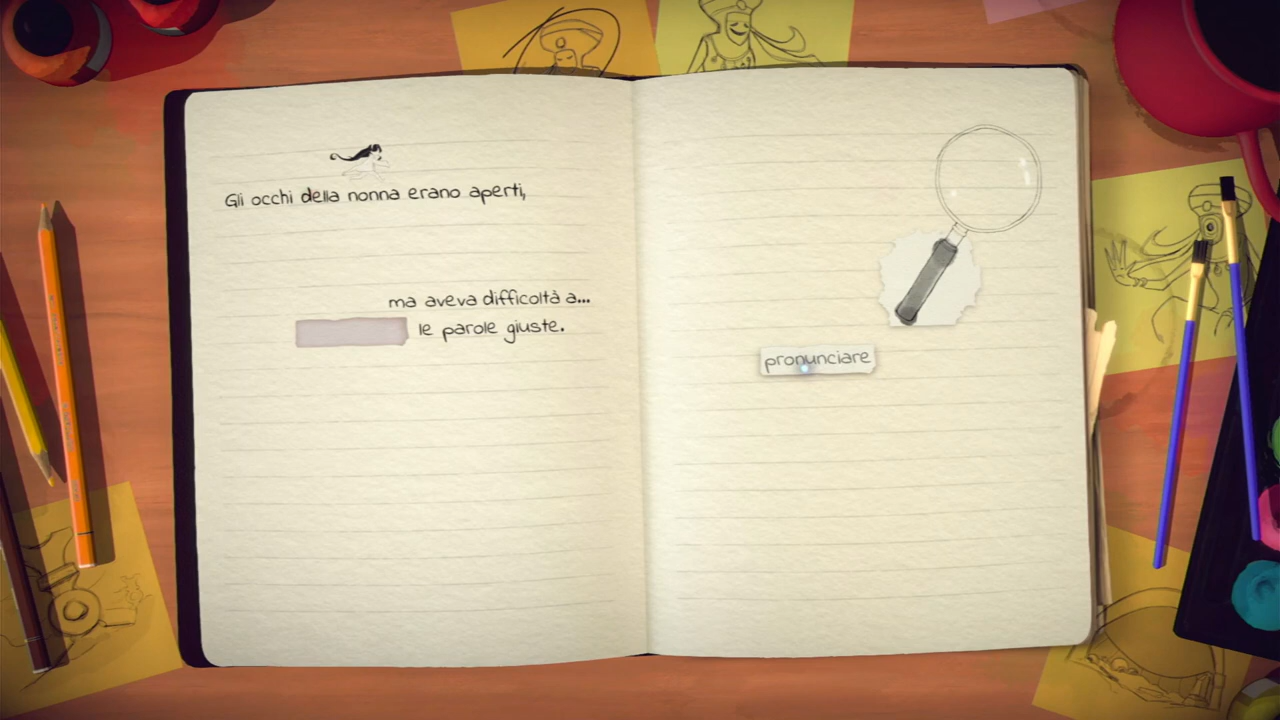 Gli occhi della nonna erano aperti,
ma aveva difficoltà a...
le parole giuste.
pronunciare